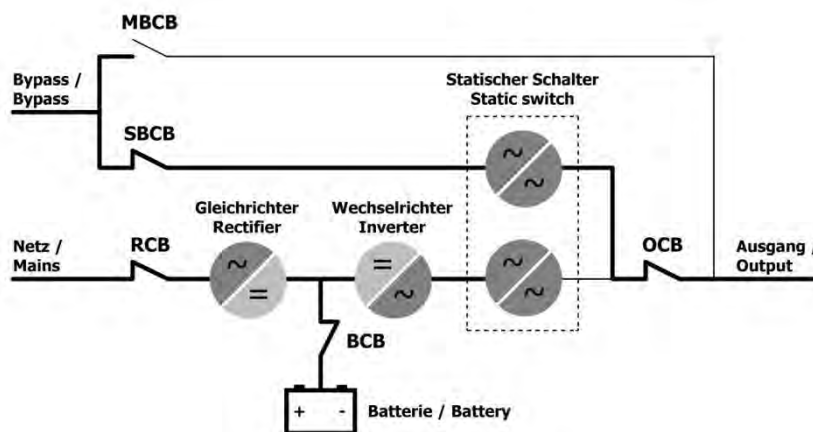 MBCB
Bypass /
Bypass
Statischer Schalter
Static switch
SBCB
Gleichrichter
Rectifier
Wechselrichter
Inverter
Netz /
Mains
RCB
OCB
Ausgang /
Output
BCB
+ -
Batterie / Battery